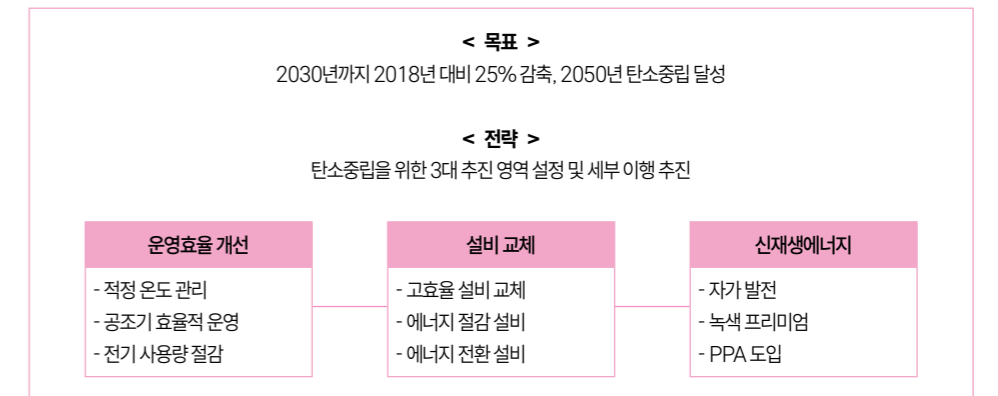 < 목표 >
2030년까지 2018년 대비 25% 감축, 2050년 탄소중립 달성
< 전략 >
탄소중립을 위한 3대 추진 영역 설정 및 세부 이행 추진
운영효율 개선
- 적정 온도 관리
- 공조기 효율적 운영
- 전기 사용량 절감
설비 교체
- 고효율 설비 교체
- 에너지 절감 설비
- 에너지 전환 설비
신재생에너지
- 자가 발전
- 녹색 프리미엄
- PPA 도입